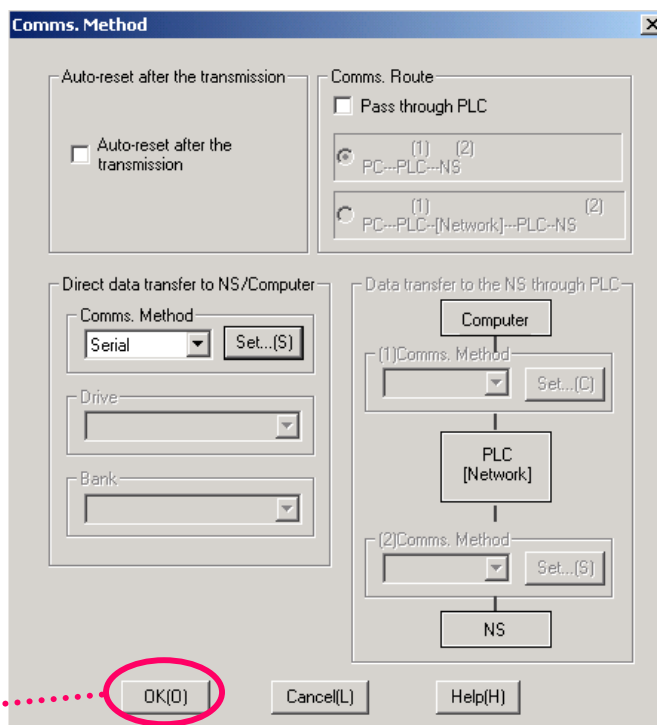 Comms. Method
Auto-reset after the transmission
Auto-reset after the
transmission
Comms. Route
Pass through PLC
(1) (2)
PC---PLC---NS
(1) (2)
PC---PLC--[Network]---PLC--NS
Direct data transfer to NS/Computer
Comms. Method
Serial
Set...(S)
Drive
Bank
Data transfer to the NS through PLC
Computer
(1)Comms. Method
Set...(C)
PLC
[Network]
(2)Comms. Method
Set...(S)
NS
OK(O)
Cancel(L)
Help(H)